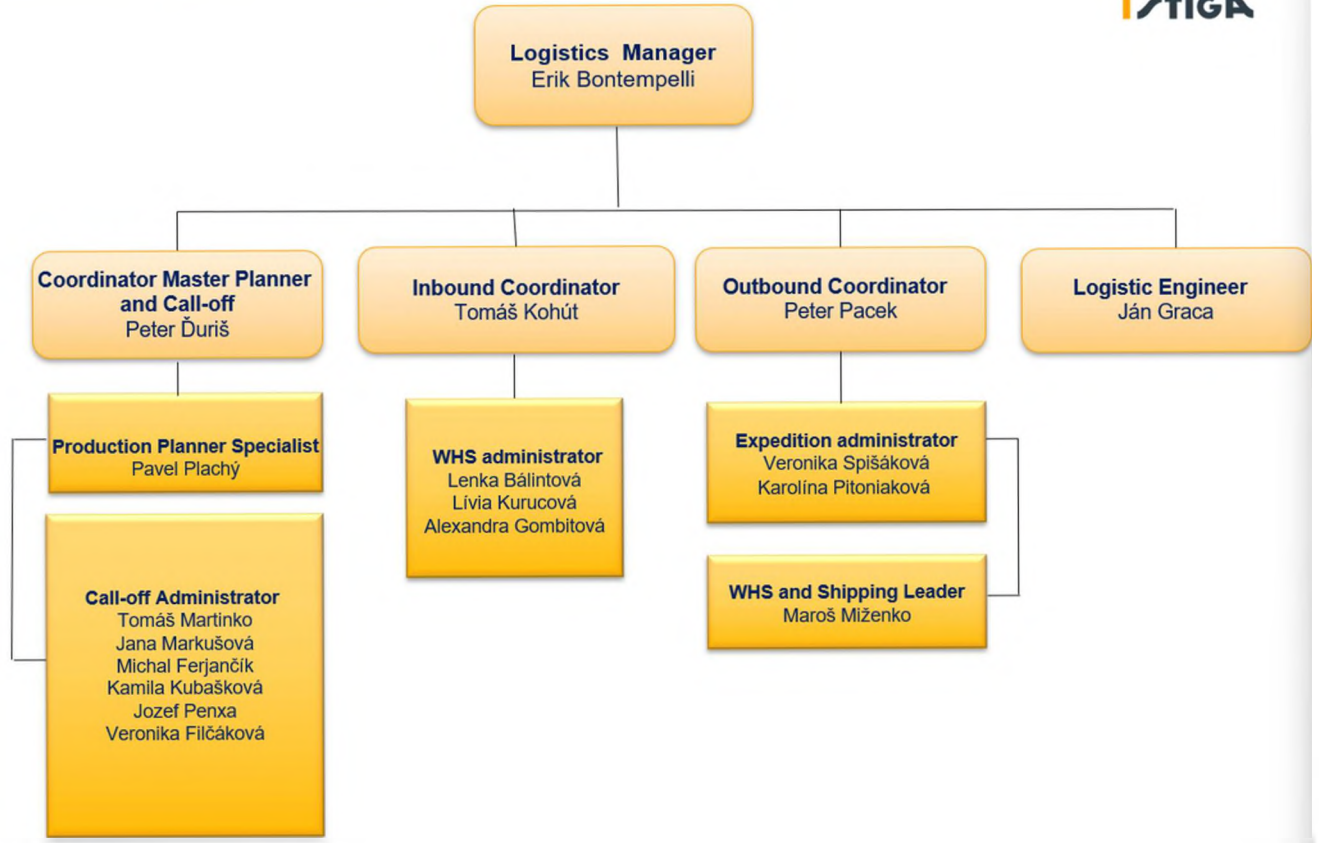 STIGA
Logistics Manager
Erik Bontempelli
Coordinator Master Planner
and Call-off
Peter Ďuriš
Inbound Coordinator
Tomáš Kohút
Outbound Coordinator
Peter Pacek
Logistic Engineer
Ján Graca
Production Planner Specialist
Pavel Plachý
Call-off Administrator
Tomáš Martinko
Jana Markušová
Michal Ferjančík
Kamila Kubašková
Jozef Penxa
Veronika Filčáková
WHS administrator
Lenka Bálintová
Lívia Kurucová
Alexandra Gombitová
Expedition administrator
Veronika Spišáková
Karolína Pitoniaková
WHS and Shipping Leader
Maroš Miženko